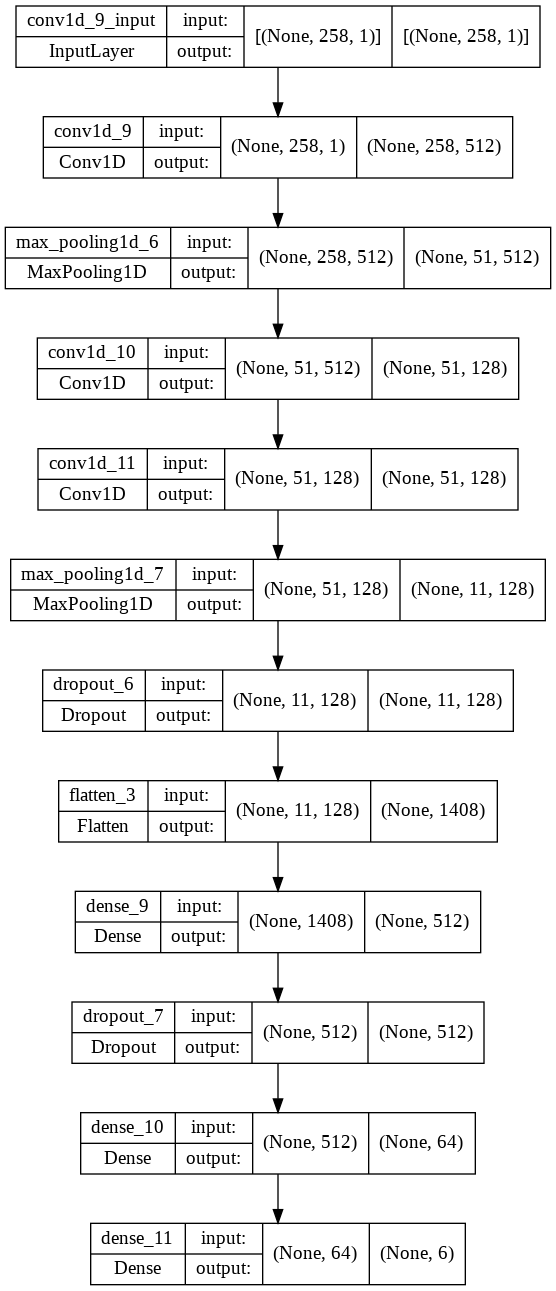 conv1d_9_input input: [(None, 258, 1)] [(None, 258, 1)]
InputLayer output:
conv1d_9 input: (None, 258, 1) (None, 258, 512)
Conv1D output:
max_pooling1d_6 input: (None, 258, 512) (None, 51, 512)
MaxPooling1D output:
conv1d_10 input: (None, 51, 512) (None, 51, 128)
Conv1D output:
conv1d_11 input: (None, 51, 128) (None, 51, 128)
Conv1D output:
max_pooling1d_7 input: (None, 51, 128) (None, 11, 128)
MaxPooling1D output:
dropout_6 input: (None, 11, 128) (None, 11, 128)
Dropout output:
flatten_3 input: (None, 11, 128) (None, 1408)
Flatten output:
dense_9 input: (None, 1408) (None, 512)
Dense output:
dropout_7 input: (None, 512) (None, 512)
Dropout output:
dense_10 input: (None, 512) (None, 64)
Dense output:
dense_11 input: (None, 64) (None, 6)
Dense output: